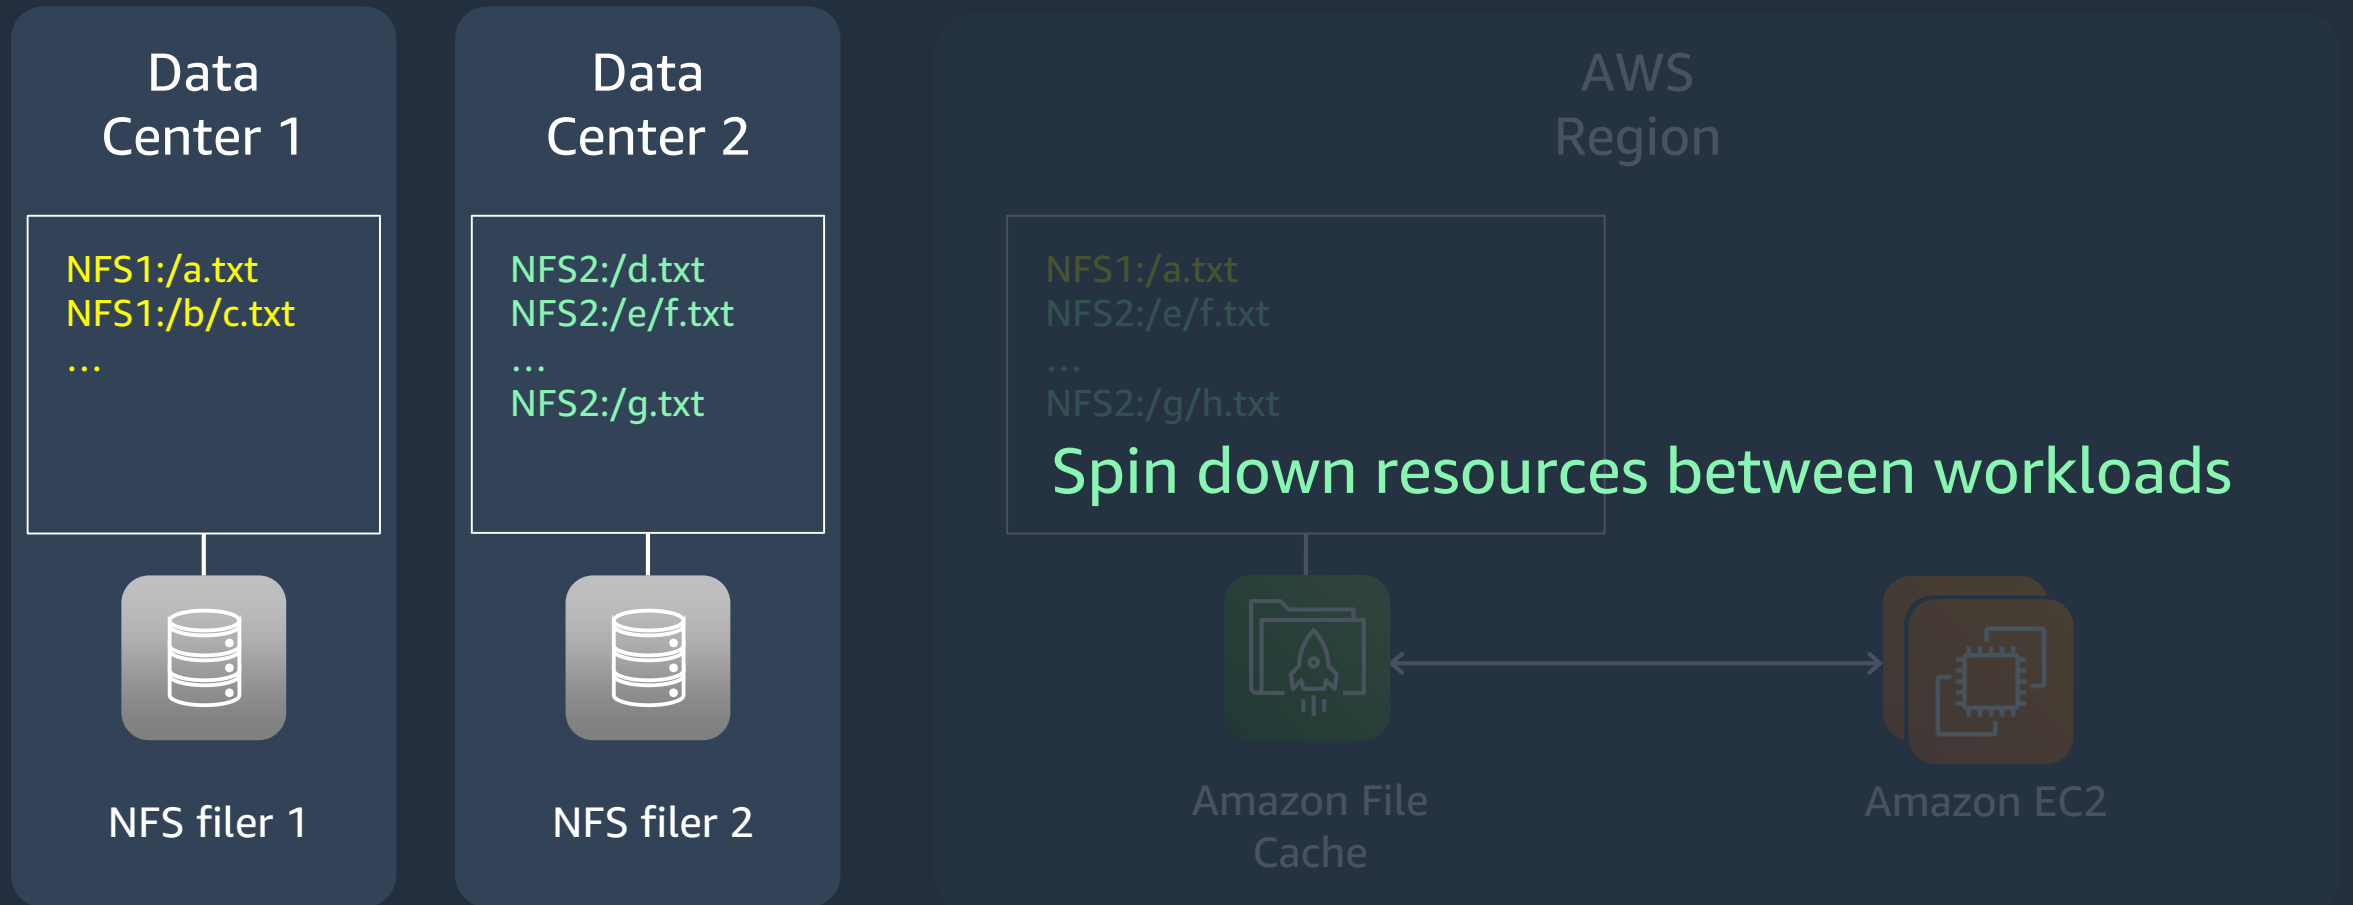 Data
Center 1
NFS1:/a.txt
NFS1:/b/c.txt
...
NFS filer 1
Data
Center 2
NFS2:/d.txt
NFS2:/e/f.txt
...
NFS2:/g.txt
NFS filer 2
AWS
Region
NFS1:/a.txt
NFS2:/e/f.txt
...
NFS2:/g/h.txt
Spin down resources between workloads
Amazon File
Cache
Amazon EC2